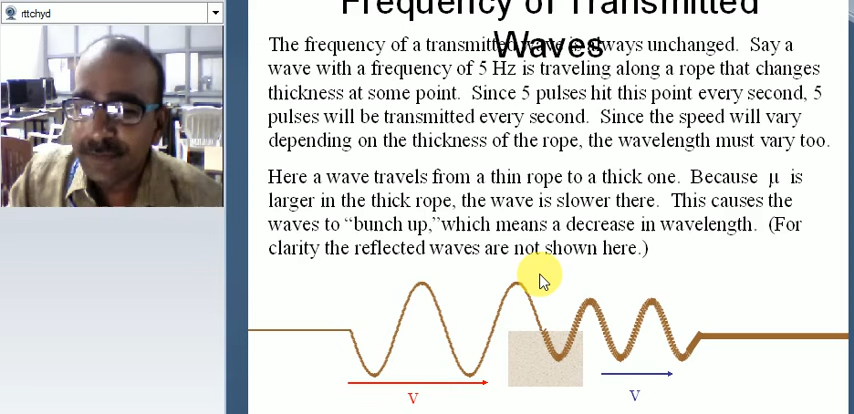 rttchyd
Frequency of Transmitted
Waves
The frequency of a transmitted wave is always unchanged. Say a
wave with a frequency of 5 Hz is traveling along a rope that changes
thickness at some point. Since 5 pulses hit this point every second, 5
pulses will be transmitted every second. Since the speed will vary
depending on the thickness of the rope, the wavelength must vary too.
Here a wave travels from a thin rope to a thick one. Because μ is
larger in the thick rope, the wave is slower there. This causes the
waves to “bunch up,”which means a decrease in wavelength. (For
clarity the reflected waves are not shown here.)
v
v